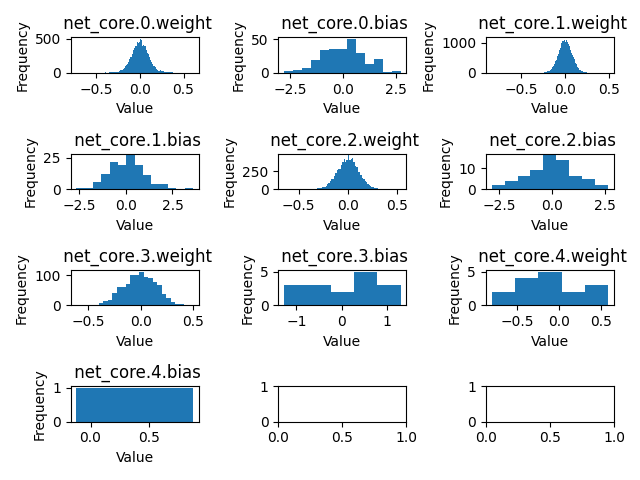 net_core.0.weight
Frequency
500
0
−0.5 0.0 0.5
Value
net_core.0.bias
Frequency
50
0
−2.5 0.0 2.5
Value
net_core.1.weight
Frequency
1000
0
−0.5 0.0 0.5
Value
net_core.1.bias
Frequency
25
0
−2.5 0.0 2.5
Value
net_core.2.weight
Frequency
250
0
−0.5 0.0 0.5
Value
net_core.2.bias
Frequency
10
0
−2.5 0.0 2.5
Value
net_core.3.weight
Frequency
100
0
−0.5 0.0 0.5
Value
net_core.3.bias
Frequency
5
0
−1 0 1
Value
net_core.4.weight
Frequency
5
0
−0.5 0.0 0.5
Value
net_core.4.bias
Frequency
1
0
0.0 0.5
Value
1
0
0.0 0.5 1.0
1
0
0.0 0.5 1.0